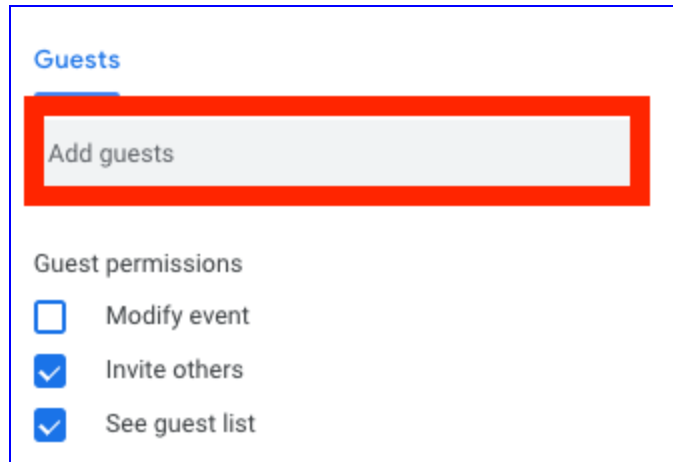 Guests
Add guests
Guest permissions
Modify event
Invite others
See guest list